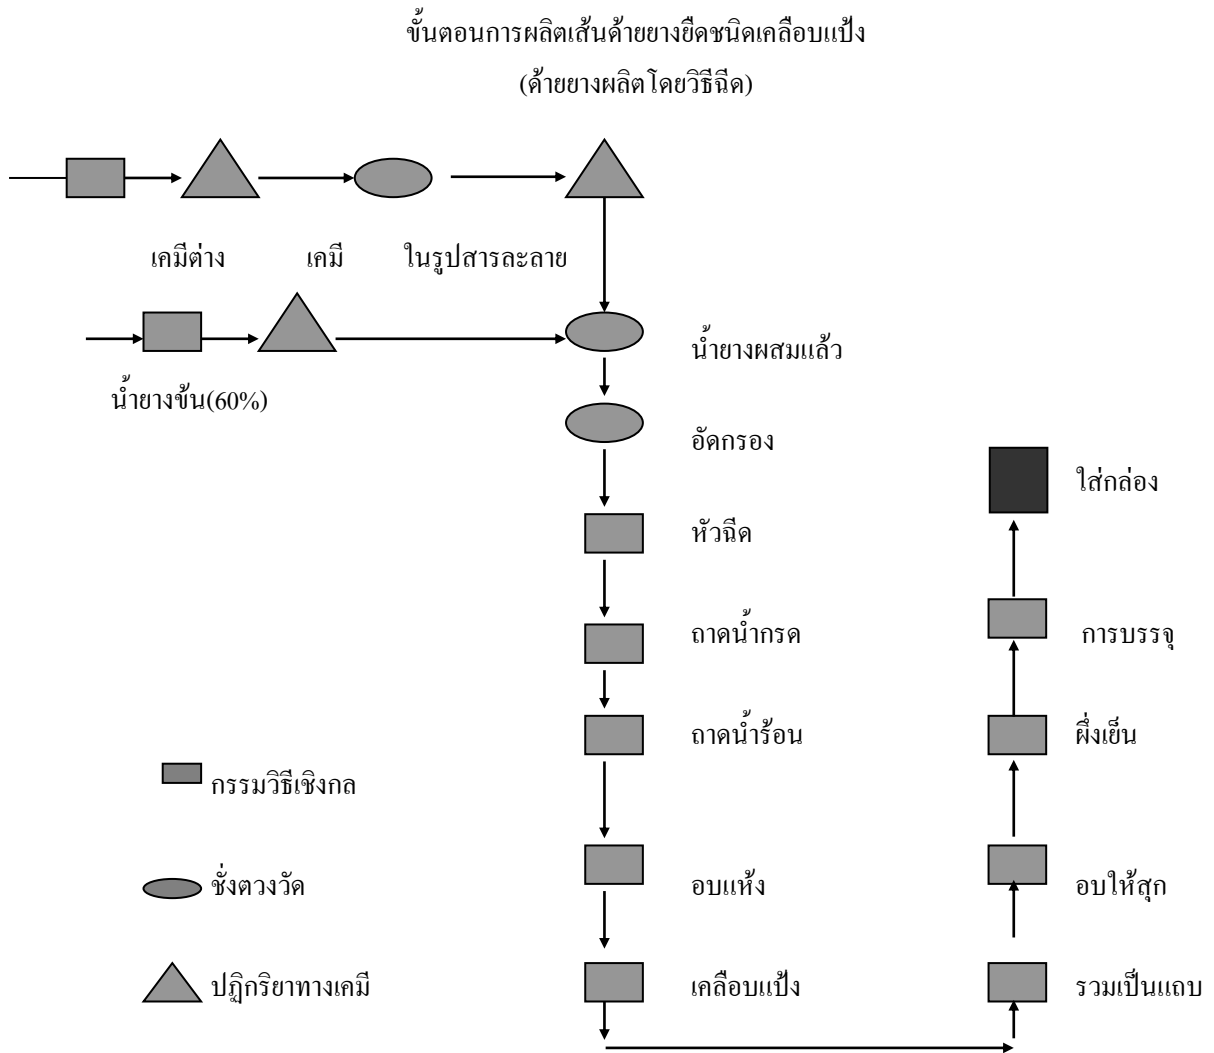 ขั้นตอนการผลิตเส้นด้ายยางยืดชนิดเคลือบแป้ง
(ด้ายยางผลิตโดยวิธีฉีด)
เคมีต่าง
เคมี
ในรูปสารละลาย
น้ำยางผสมแล้ว
น้ำยางข้น(60%)
อัดกรอง
หัวฉีด
ถาดน้ำกรด
ถาดน้ำร้อน
อบแห้ง
เคลือบแป้ง
รวมเป็นแถบ
อบให้สุก
ผึ่งเย็น
การบรรจุ
ใส่กล่อง
กรรมวิธีเชิงกล
ชั่งตวงวัด
ปฏิกริยาทางเคมี